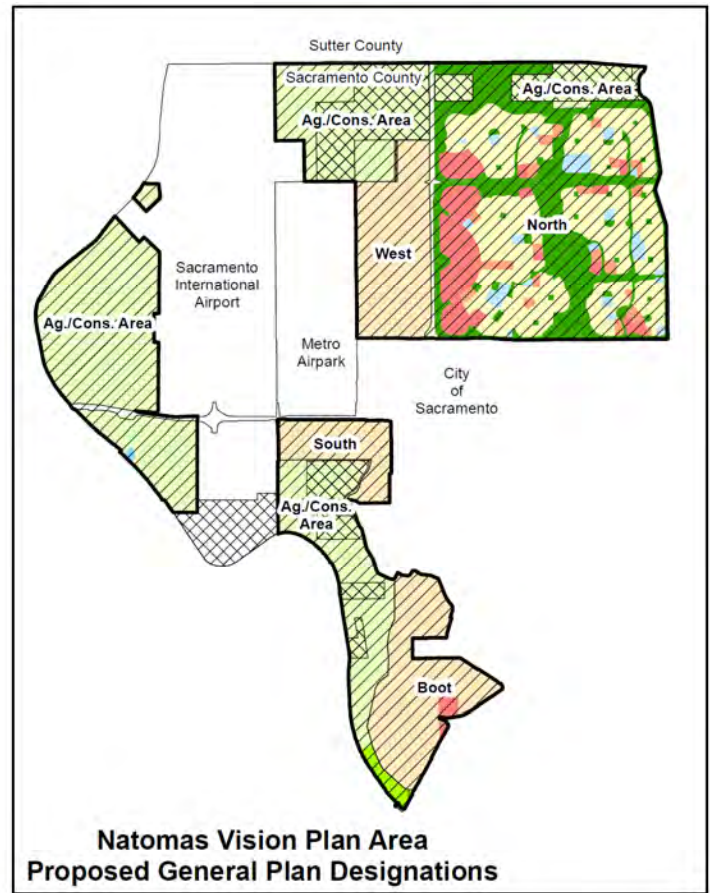 Sutter County
Sacramento County
Ag./Cons. Area
Ag./Cons. Area
North
West
Sacramento
International
Airport
Ag./Cons. Area
Metro
Airpark
City
of
Sacramento
South
Ag./Cons.
Area
Boot
Natomas Vision Plan Area
Proposed General Plan Designations